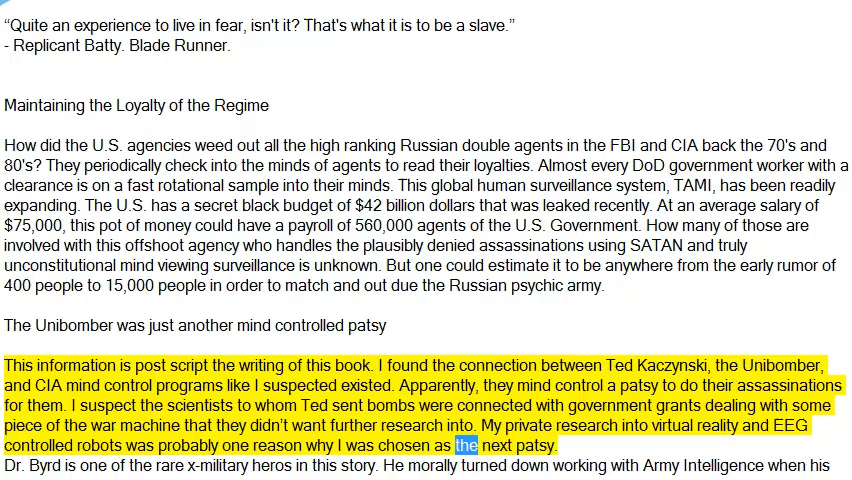 “Quite an experience to live in fear, isn't it? That's what it is to be a slave.”
- Replicant Batty. Blade Runner.
Maintaining the Loyalty of the Regime
How did the U.S. agencies weed out all the high ranking Russian double agents in the FBI and CIA back the 70's and
80's? They periodically check into the minds of agents to read their loyalties. Almost every DoD government worker with a
clearance is on a fast rotational sample into their minds. This global human surveillance system, TAMI, has been readily
expanding. The U.S. has a secret black budget of $42 billion dollars that was leaked recently. At an average salary of
$75,000, this pot of money could have a payroll of 560,000 agents of the U.S. Government. How many of those are
involved with this offshoot agency who handles the plausibly denied assassinations using SATAN and truly
unconstitutional mind viewing surveillance is unknown. But one could estimate it to be anywhere from the early rumor of
400 people to 15,000 people in order to match and out due the Russian psychic army.
The Unibomber was just another mind controlled patsy
This information is post script the writing of this book. I found the connection between Ted Kaczynski, the Unibomber,
and CIA mind control programs like I suspected existed. Apparently, they mind control a patsy to do their assassinations
for them. I suspect the scientists to whom Ted sent bombs were connected with government grants dealing with some
piece of the war machine that they didn’t want further research into. My private research into virtual reality and EEG
controlled robots was probably one reason why I was chosen as the next patsy.
Dr. Byrd is one of the rare x-military heros in this story. He morally turned down working with Army Intelligence when his